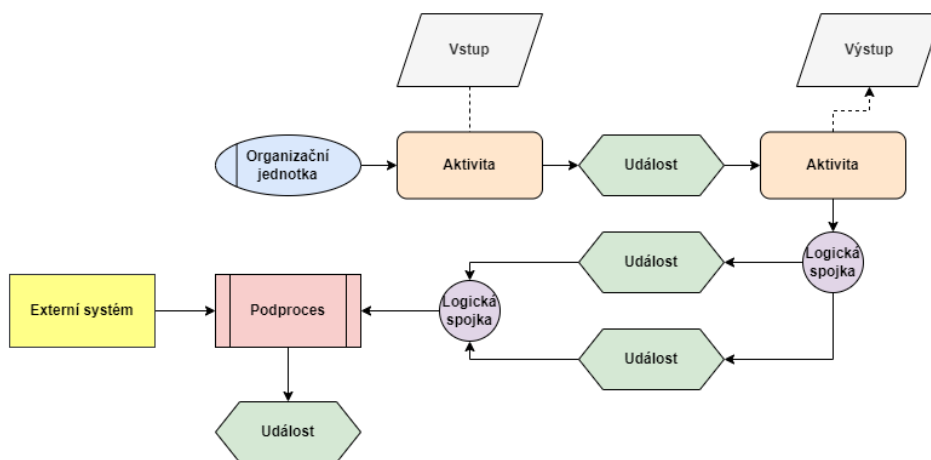 Vstup
Výstup
Organizační
jednotka
Aktivita
Událost
Aktivita
Událost
Logická
spojka
Externí systém
Podproces
Logická
spojka
Událost
Událost